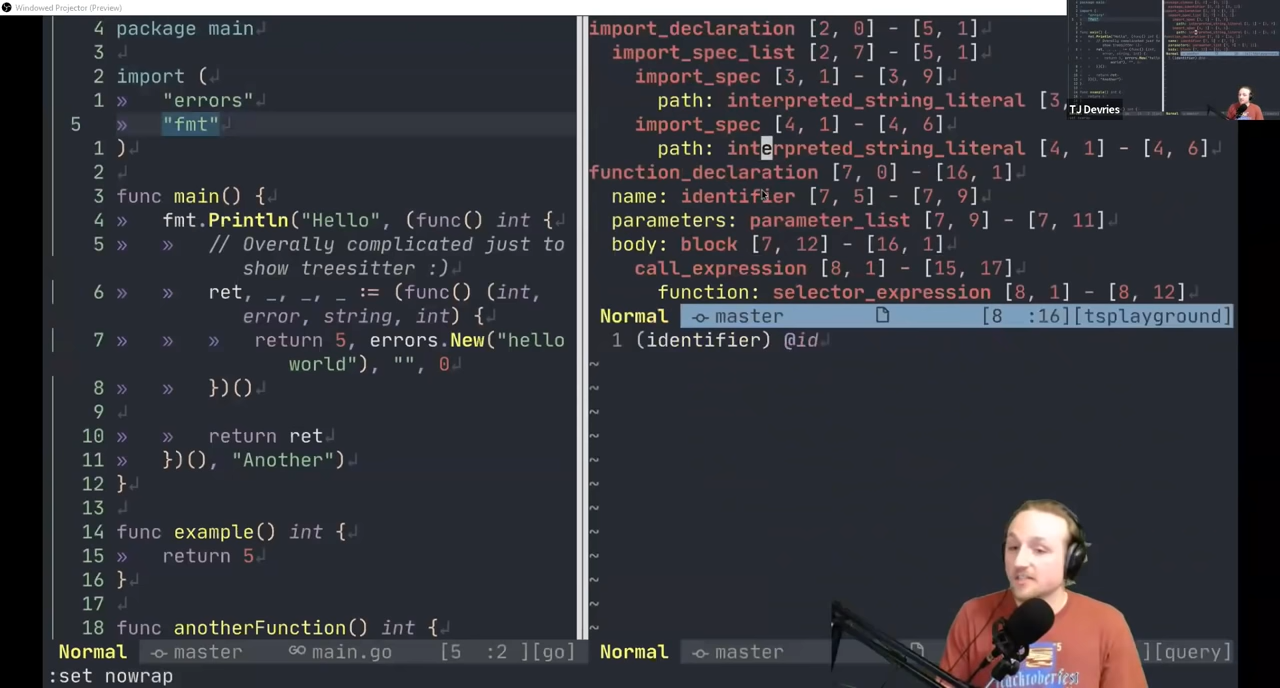 Windowed Projector (Preview)
4 package main
3
2 import (
1 » "errors"
5 » "fmt"
1 )
2
3 func main() {
4 » fmt.Println("Hello", (func() int {
5 » » // Overally complicated just to
show treesitter :)
6 » » ret, _, _, _ := (func() (int,
error, string, int) {
7 » » » return 5, errors.New("hello
world"), "", 0
8 » » })()
9
10 » » return ret
11 » })(), "Another")
12 }
13
14 func example() int {
15 » return 5
16 }
17
18 func anotherFunction() int {
Normal master main.go [5 :2 ][go]
:set nowrap
import_declaration [2, 0] - [5, 1]
import_spec_list [2, 7] - [5, 1]
import_spec [3, 1] - [3, 9]
path: interpreted_string_literal [3,
import_spec [4, 1] - [4, 6]
path: interpreted_string_literal [4, 1] - [4, 6]
function_declaration [7, 0] - [16, 1]
name: identifier [7, 5] - [7, 9]
parameters: parameter_list [7, 9] - [7, 11]
body: block [7, 12] - [16, 1]
call_expression [8, 1] - [15, 17]
function: selector_expression [8, 1] - [8, 12]
Normal master [8 :16][tsplayground]
1 (identifier) @id
~
~
~
~
~
~
~
~
~
~
~
~
Normal master ][query]
TJ Devries